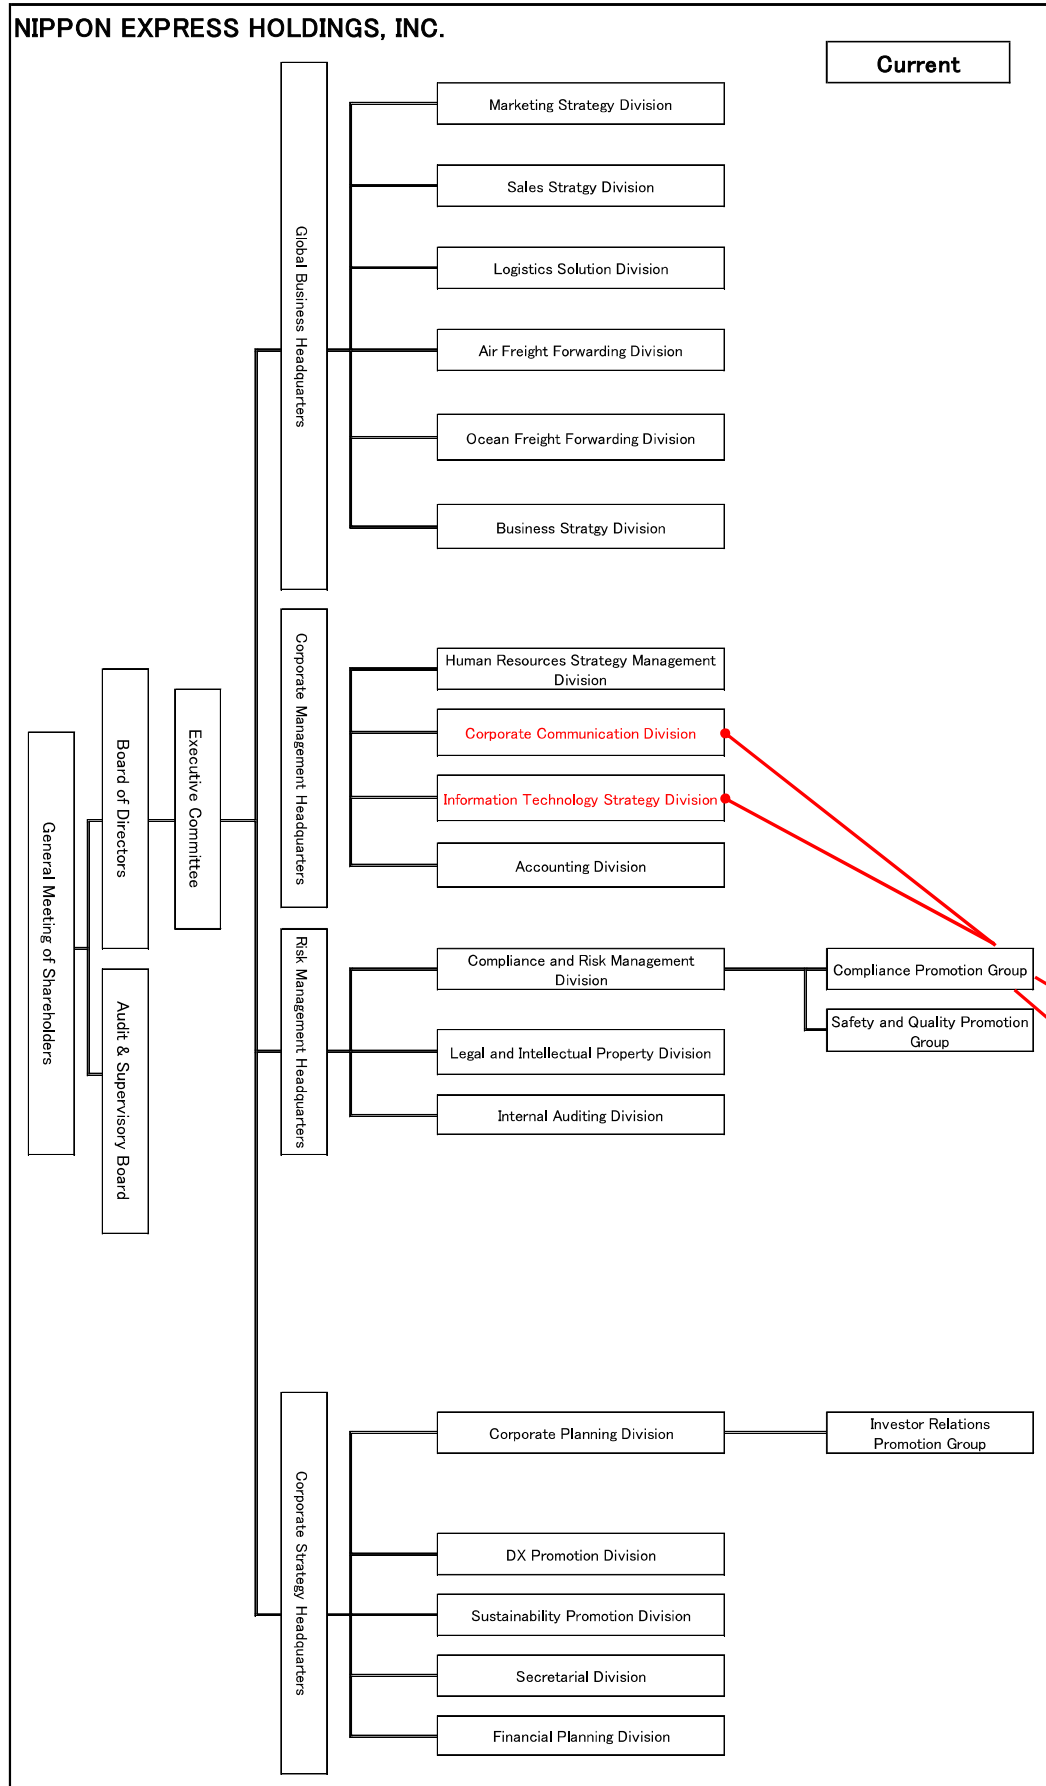 NIPPON EXPRESS HOLDINGS, INC.
Current
General Meeting of Shareholders
Board of Directors
Audit & Supervisory Board
Executive Committee
Global Business Headquarters
Marketing Strategy Division
Sales Stratgy Division
Logistics Solution Division
Air Freight Forwarding Division
Ocean Freight Forwarding Division
Business Stratgy Division
Corporate Management Headquarters
Human Resources Strategy Management
Division
Corporate Communication Division
Information Technology Strategy Division
Accounting Division
Risk Management Headquarters
Compliance and Risk Management
Division
Compliance Promotion Group
Safety and Quality Promotion
Group
Legal and Intellectual Property Division
Internal Auditing Division
Corporate Strategy Headquarters
Corporate Planning Division
Investor Relations
Promotion Group
DX Promotion Division
Sustainability Promotion Division
Secretarial Division
Financial Planning Division